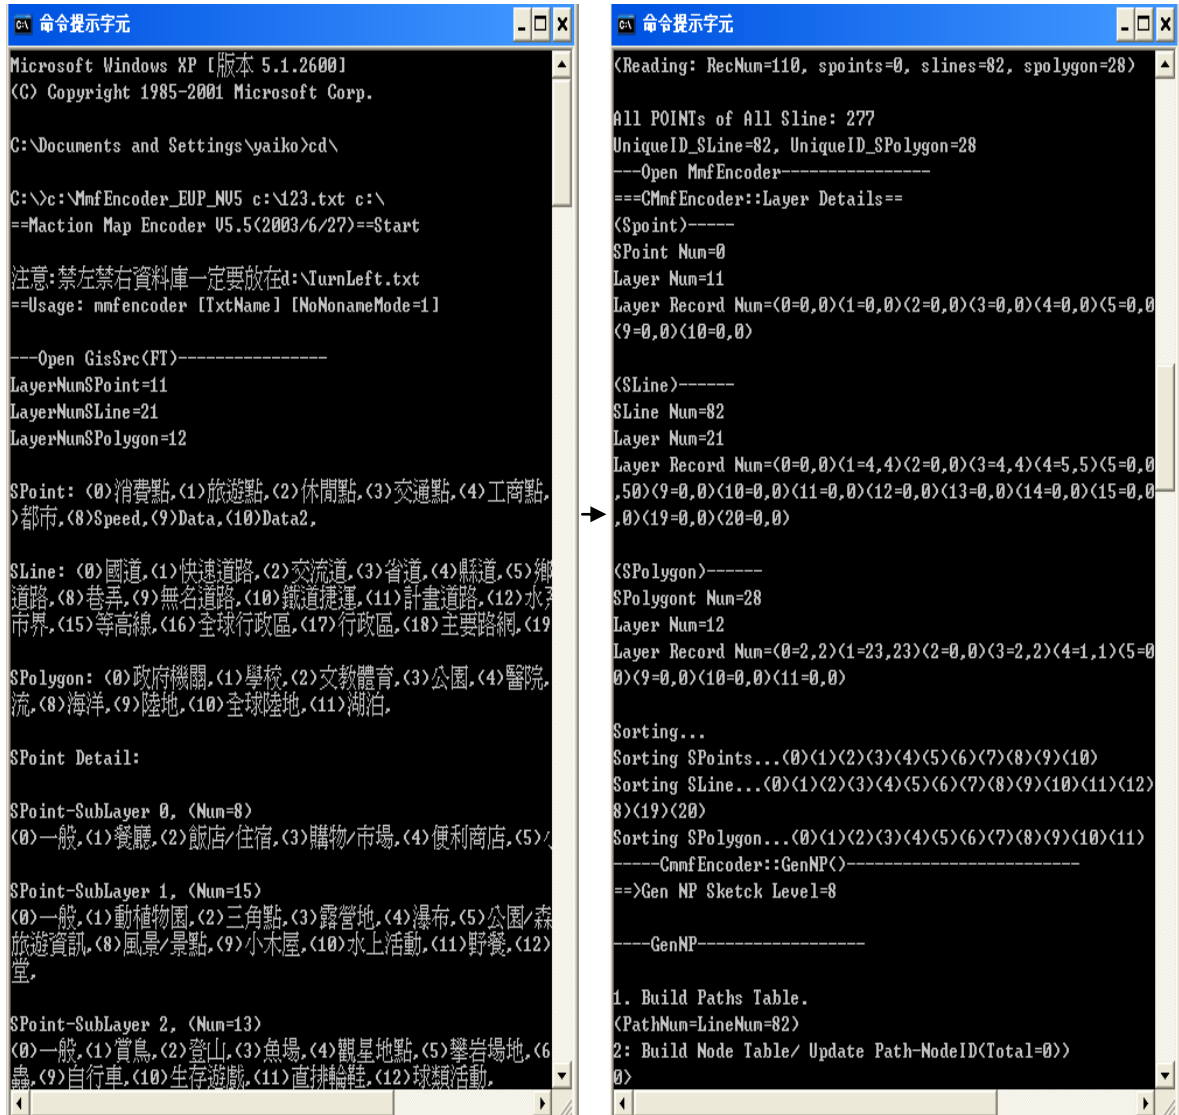 命令提示字元
Microsoft Windows XP [版本 5.1.2600]
(C) Copyright 1985-2001 Microsoft Corp.
C:\Documents and Settings\yaiko>cd\
C:\>c:\MmfEncoder_EUP_NV5 c:\123.txt c:\
==Maction Map Encoder V5.5(2003/6/27)==Start
注意:禁左禁右資料庫一定要放在d:\TurnLeft.txt
==Usage: mmfencoder [TxtName] [NoNonameMode=1]
---Open GisSrc(FT)----------------
LayerNumSPoint=11
LayerNumSLine=21
LayerNumSPolygon=12
SPoint: (0)消費點,(1)旅遊點,(2)休閒點,(3)交通點,(4)工商點,
)都市,(8)Speed,(9)Data,(10)Data2,
SLine: (0)國道,(1)快速道路,(2)交流道,(3)省道,(4)縣道,(5)鄉
道路,(8)巷弄,(9)無名道路,(10)鐵道捷運,(11)計畫道路,(12)水系
市界,(15)等高線,(16)全球行政區,(17)行政區,(18)主要路網,(19
SPolygon: (0)政府機關,(1)學校,(2)文教體育,(3)公園,(4)醫院,
流,(8)海洋,(9)陸地,(10)全球陸地,(11)湖泊,
SPoint Detail:
SPoint-SubLayer 0, (Num=8)
(0)一般,(1)餐廳,(2)飯店/住宿,(3)購物/市場,(4)便利商店,(5)
SPoint-SubLayer 1, (Num=15)
(0)一般,(1)動植物園,(2)三角點,(3)露營地,(4)瀑布,(5)公園/森
旅遊資訊,(8)風景/景點,(9)小木屋,(10)水上活動,(11)野餐,(12)
堂,
SPoint-SubLayer 2, (Num=13)
(0)一般,(1)賞鳥,(2)登山,(3)魚場,(4)觀星地點,(5)攀岩場地,(6
蟲,(9)自行車,(10)生存遊戲,(11)直排輪鞋,(12)球類活動,
命令提示字元
(Reading: RecNum=110, spoints=0, slines=82, spolygon=28)
All POINTs of All Sline: 277
UniqueID_SLine=82, UniqueID_SPolygon=28
---Open MmfEncoder----------------
===CMmfEncoder::Layer Details==
(Spoint)-----
SPoint Num=0
Layer Num=11
Layer Record Num=(0=0,0)(1=0,0)(2=0,0)(3=0,0)(4=0,0)(5=0,0
(9=0,0)(10=0,0)
(SLine)------
SLine Num=82
Layer Num=21
Layer Record Num=(0=0,0)(1=4,4)(2=0,0)(3=4,4)(4=5,5)(5=0,0
,50)(9=0,0)(10=0,0)(11=0,0)(12=0,0)(13=0,0)(14=0,0)(15=0,0
,0)(19=0,0)(20=0,0)
(SPolygon)------
SPolygont Num=28
Layer Num=12
Layer Record Num=(0=2,2)(1=23,23)(2=0,0)(3=2,2)(4=1,1)(5=0
0)(9=0,0)(10=0,0)(11=0,0)
Sorting...
Sorting SPoints...(0)(1)(2)(3)(4)(5)(6)(7)(8)(9)(10)
Sorting SLine...(0)(1)(2)(3)(4)(5)(6)(7)(8)(9)(10)(11)(12)
8)(19)(20)
Sorting SPolygon...(0)(1)(2)(3)(4)(5)(6)(7)(8)(9)(10)(11)
-----CmmfEncoder::GenNP()-------------------------
==>Gen NP Sketck Level=8
----GenNP------------------
1. Build Paths Table.
(PathNum=LineNum=82)
2: Build Node Table/ Update Path-NodeID(Total=0))
0)